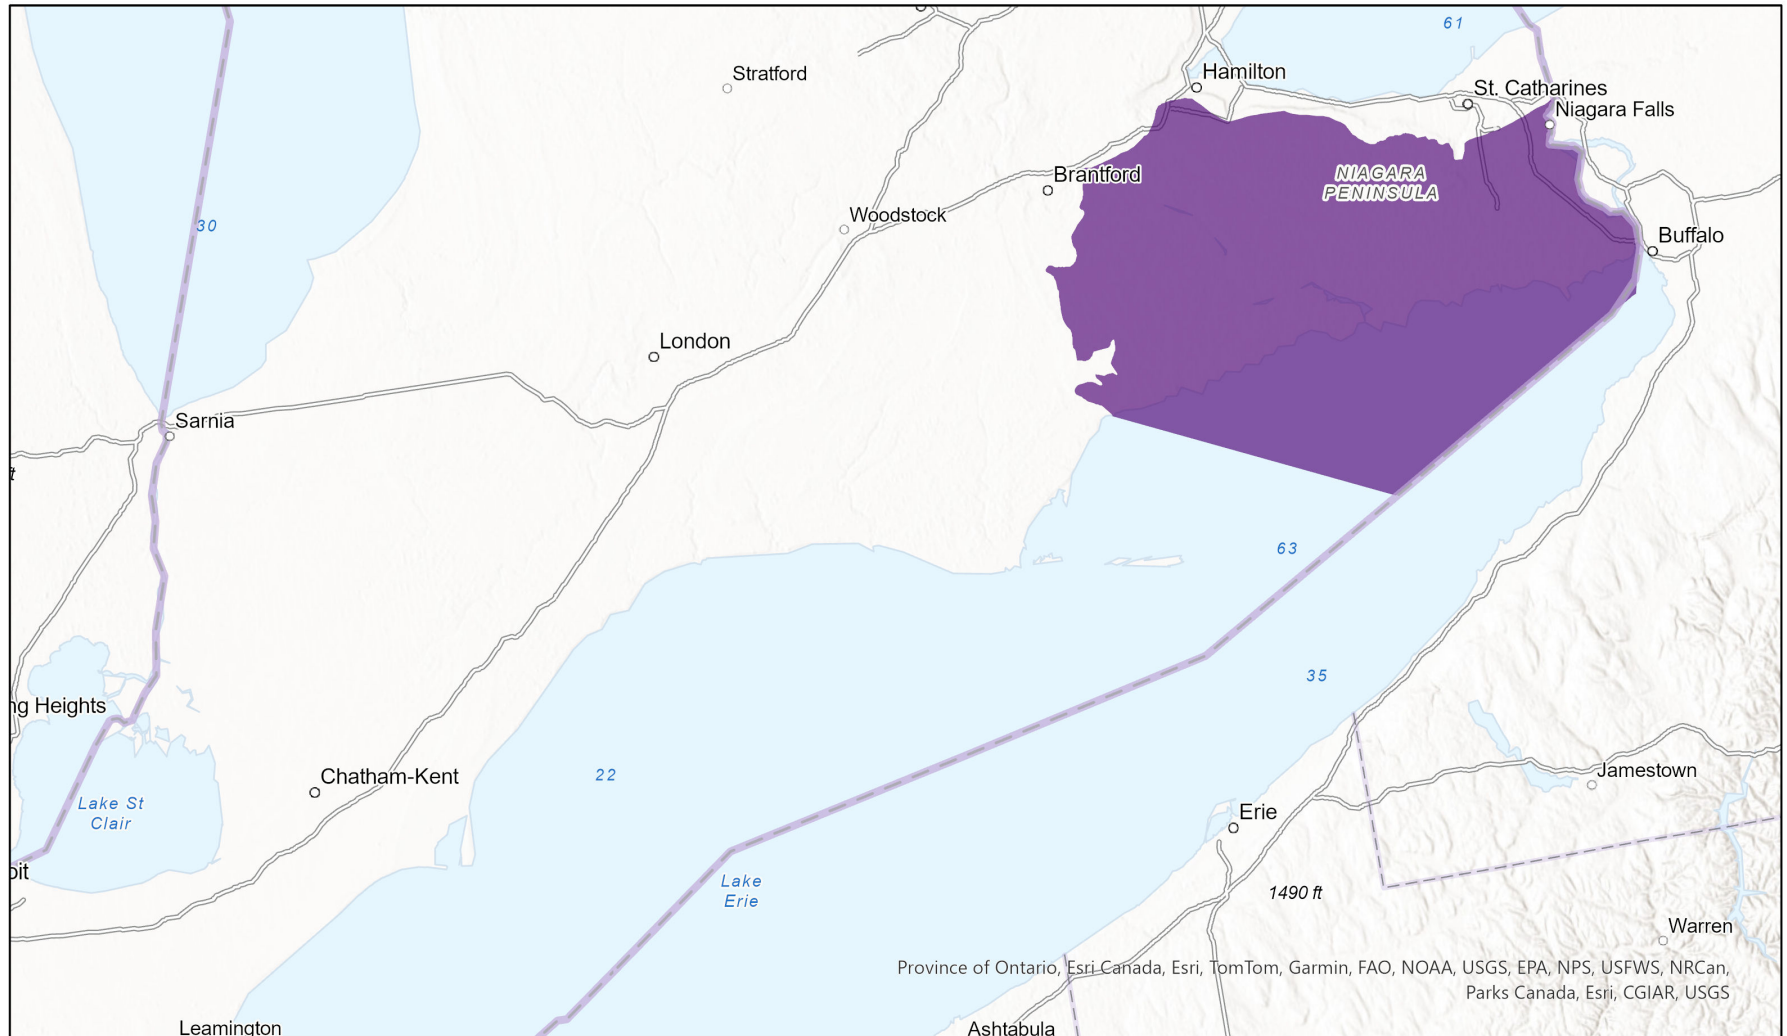 61
Hamilton
Stratford
St. Catharines
Niagara Falls
NIAGARA
PENINSULA
Brantford
Woodstock
30
Buffalo
London
Sarnia
ft
63
35
ng Heights
22
Chatham-Kent
Jamestown
Lake St
Clair
Erie
oit
Lake
Erie
1490 ft
Warren
Province of Ontario, Esri Canada, Esri, TomTom, Garmin, FAO, NOAA, USGS, EPA, NPS, USFWS, NRCan,
Parks Canada, Esri, CGIAR, USGS
Leamington
Ashtabula